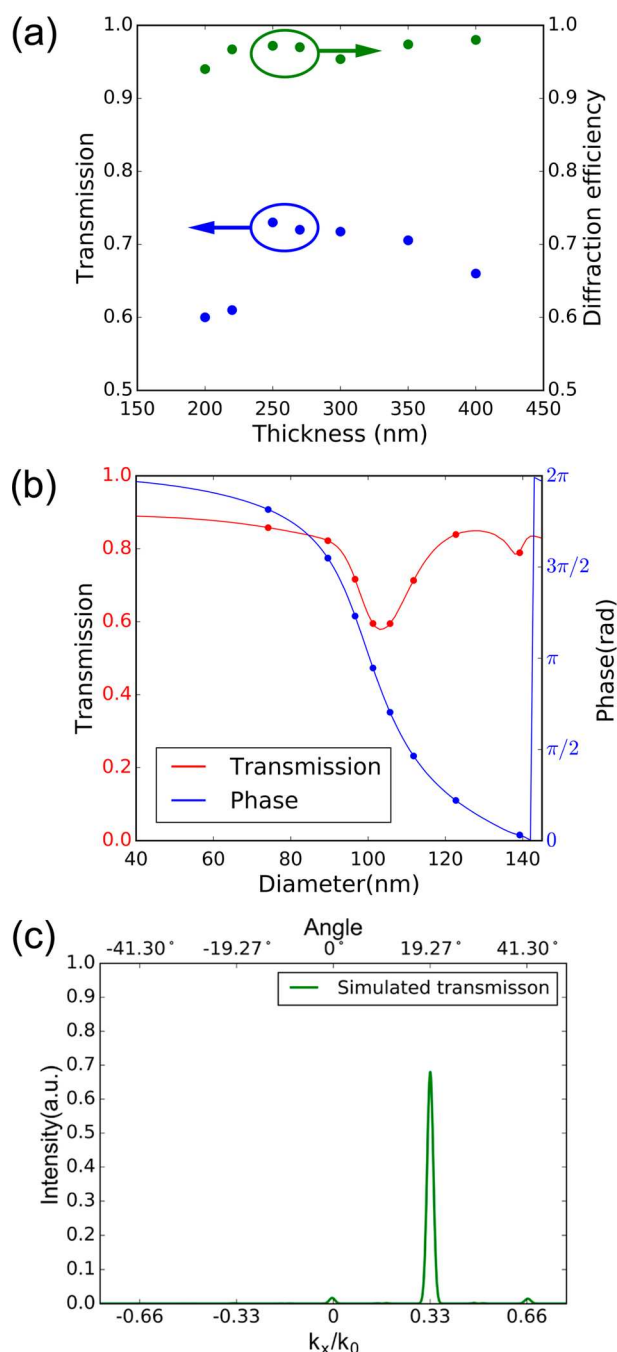 (a)
1.0
0.9
0.8
0.7
0.6
0.5
Transmission
1.0
0.9
0.8
0.7
0.6
0.5
Diffraction efficiency
150 200 250 300 350 400 450
Thickness (nm)
(b)
1.0
0.8
0.6
0.4
0.2
0.0
Transmission
2π
3π/2
π
π/2
0
Phase(rad)
Transmission
Phase
40 60 80 100 120 140
Diameter(nm)
(c)
Angle
-41.30° -19.27° 0° 19.27° 41.30°
1.0
0.9
0.8
0.7
0.6
0.5
0.4
0.3
0.2
0.1
0.0
Intensity(a.u.)
Simulated transmisson
-0.66 -0.33 0 0.33 0.66
kₓ/k₀